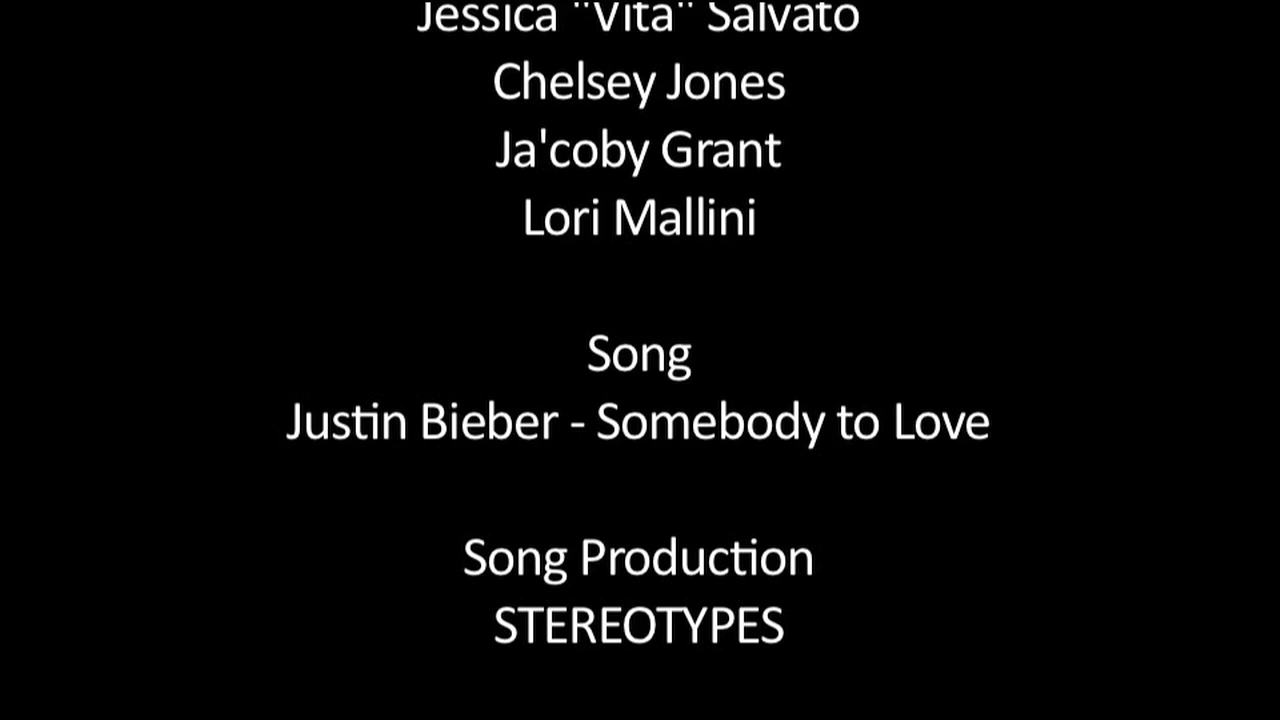 Jessica "Vita" Salvato
Chelsey Jones
Ja'coby Grant
Lori Mallini
Song
Justin Bieber - Somebody to Love
Song Production
STEREOTYPES